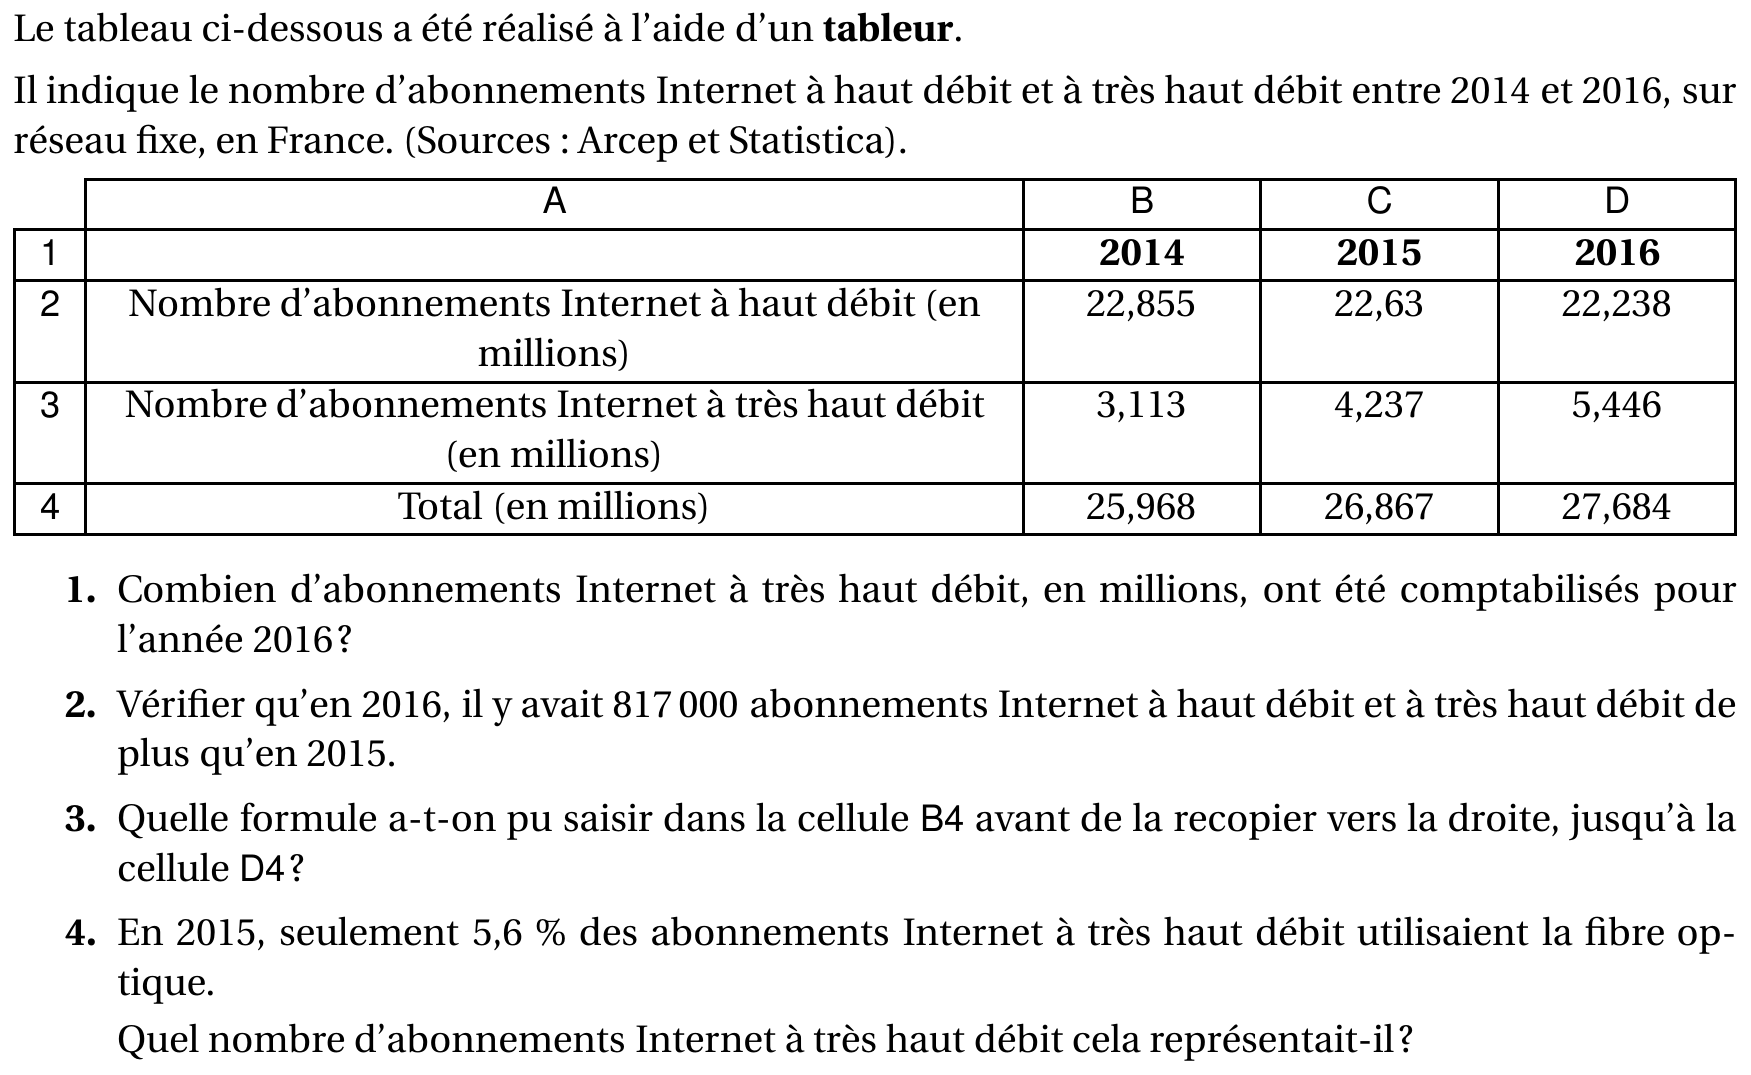 Le tableau ci-dessous a été réalisé à l'aide d'un tableur.
Il indique le nombre d'abonnements Internet à haut débit et à très haut débit entre 2014 et 2016, sur
réseau fixe, en France. (Sources : Arcep et Statistica).
A B C D
1 2014 2015 2016
2 Nombre d'abonnements Internet à haut débit (en 22,855 22,63 22,238
millions)
3 Nombre d'abonnements Internet à très haut débit 3,113 4,237 5,446
(en millions)
4 Total (en millions) 25,968 26,867 27,684
1. Combien d'abonnements Internet à très haut débit, en millions, ont été comptabilisés pour
l'année 2016 ?
2. Vérifier qu'en 2016, il y avait 817 000 abonnements Internet à haut débit et à très haut débit de
plus qu'en 2015.
3. Quelle formule a-t-on pu saisir dans la cellule B4 avant de la recopier vers la droite, jusqu'à la
cellule D4 ?
4. En 2015, seulement 5,6 % des abonnements Internet à très haut débit utilisaient la fibre op-
tique.
Quel nombre d'abonnements Internet à très haut débit cela représentait-il ?